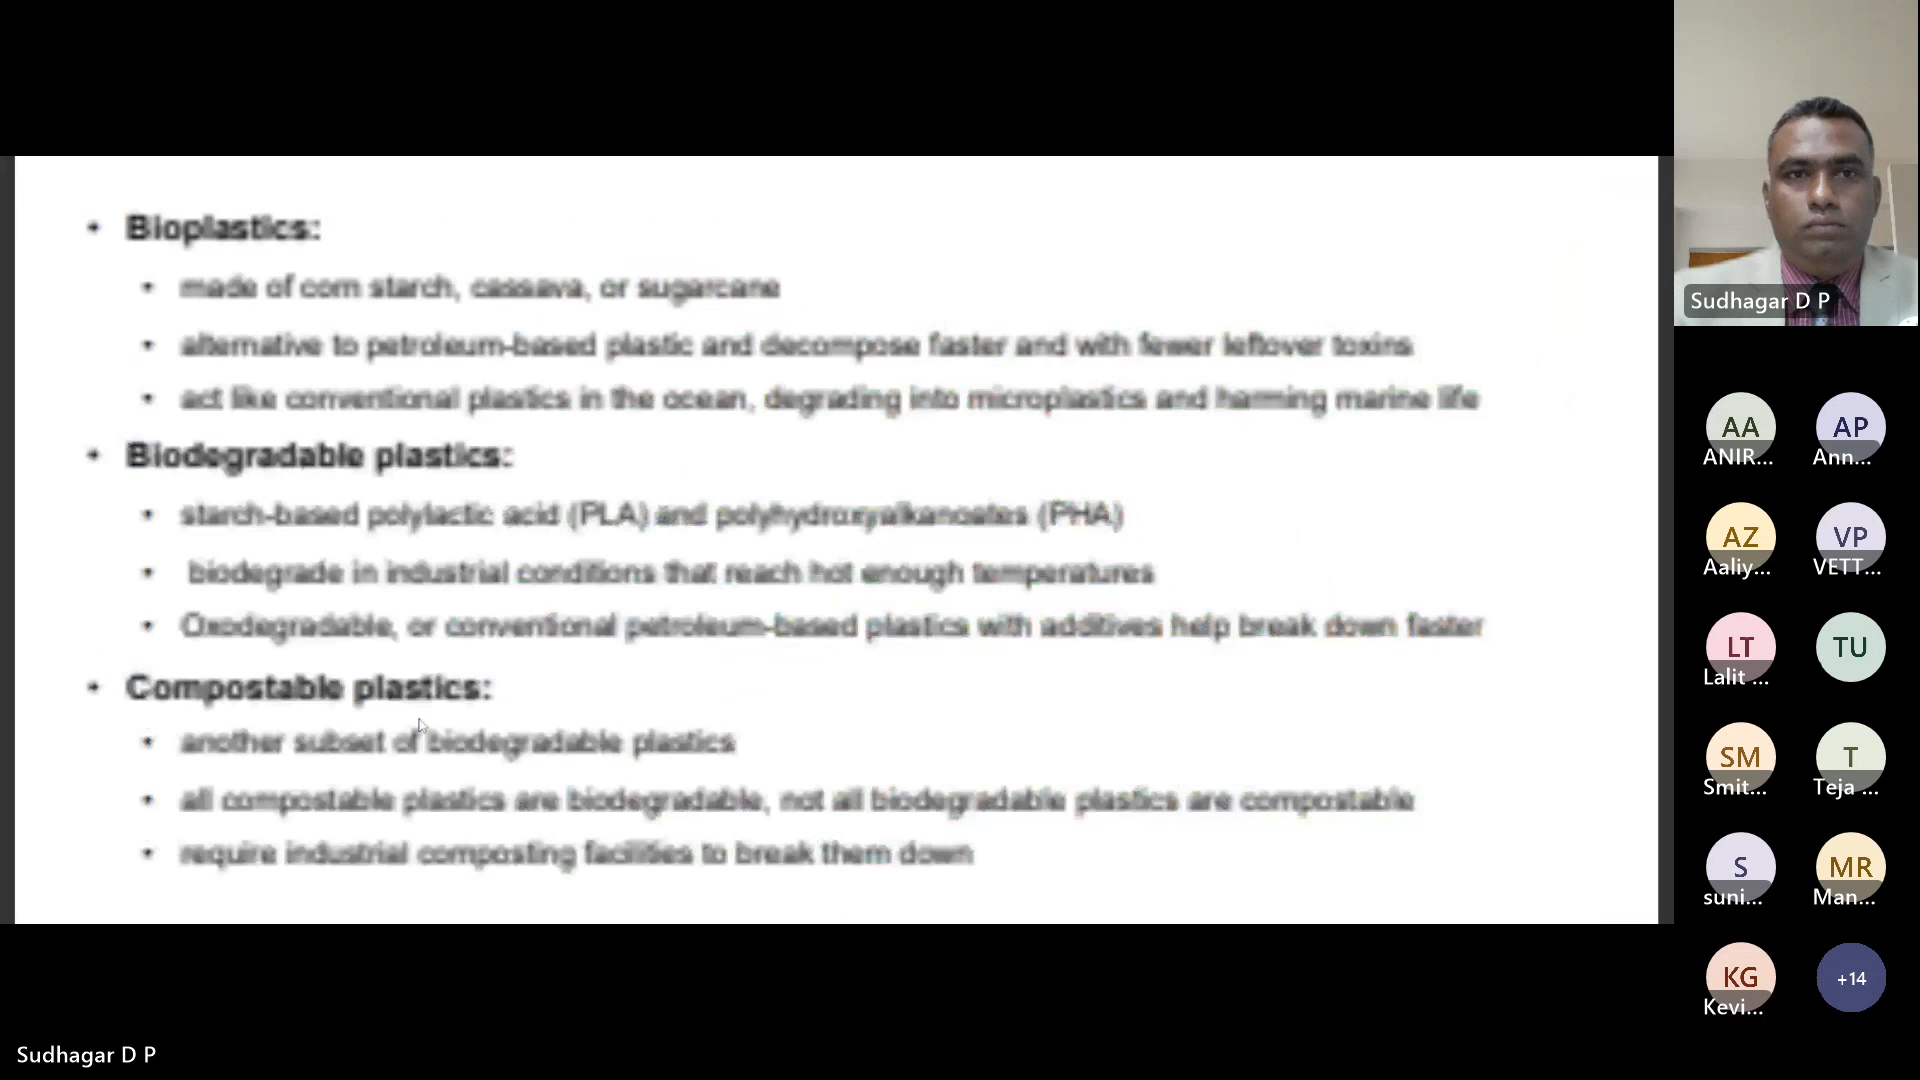 • Bioplastics:
• made of corn starch, cassava, or sugarcane
• alternative to petroleum-based plastic and decompose faster and with fewer leftover toxins
• act like conventional plastics in the ocean, degrading into microplastics and harming marine life
• Biodegradable plastics:
• starch-based polylactic acid (PLA) and polyhydroxyalkanoates (PHA)
• biodegrade in industrial conditions that reach hot enough temperatures
• Oxodegradable, or conventional petroleum-based plastics with additives help break down faster
• Compostable plastics:
• another subset of biodegradable plastics
• all compostable plastics are biodegradable, not all biodegradable plastics are compostable
• require industrial composting facilities to break them down
Sudhagar D P
AA AP
ANIR... Ann...
AZ VP
Aaliy... VETT...
LT TU
Lalit ...
SM T
Smit... Teja ...
S MR
suni... Man...
KG +14
Kevi...
Sudhagar D P